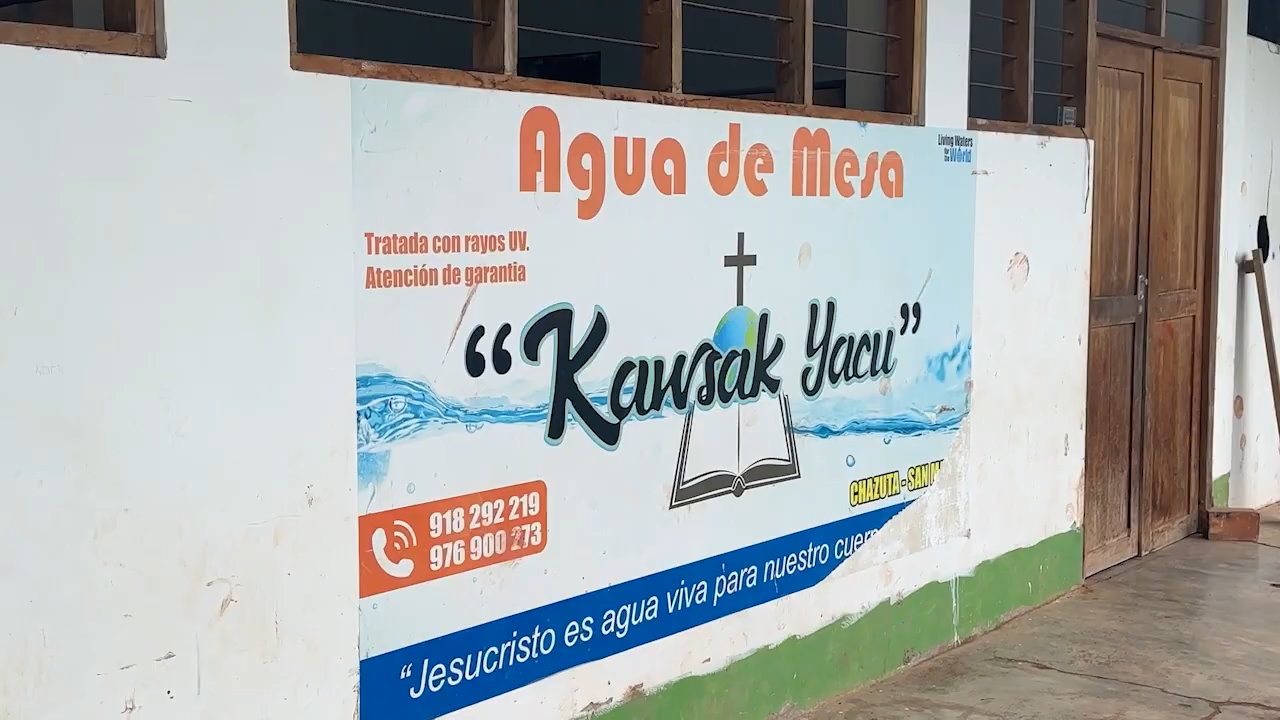 Agua de Mesa
Living Waters
for the World
Tratada con rayos UV.
Atención de garantia
"Kawsak Yacu"
CHAZUTA - SAN
918 292 219
976 900 273
"Jesucristo es agua viva para nuestro